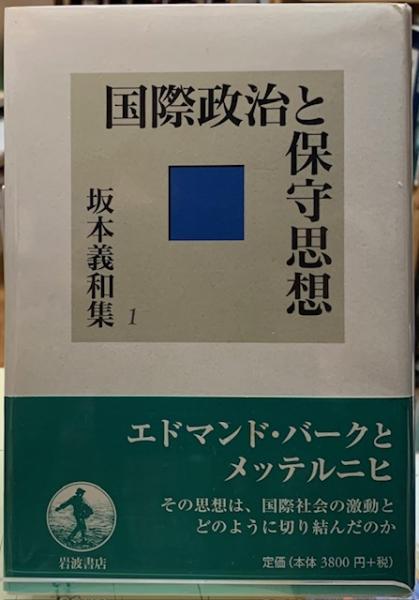 国際政治と
保守思想
坂本義和集 1
エドマンド・バークと
メッテルニヒ
その思想は、国際社会の激動と
どのように切り結んだのか
岩波書店
定価(本体 3800 円+税)